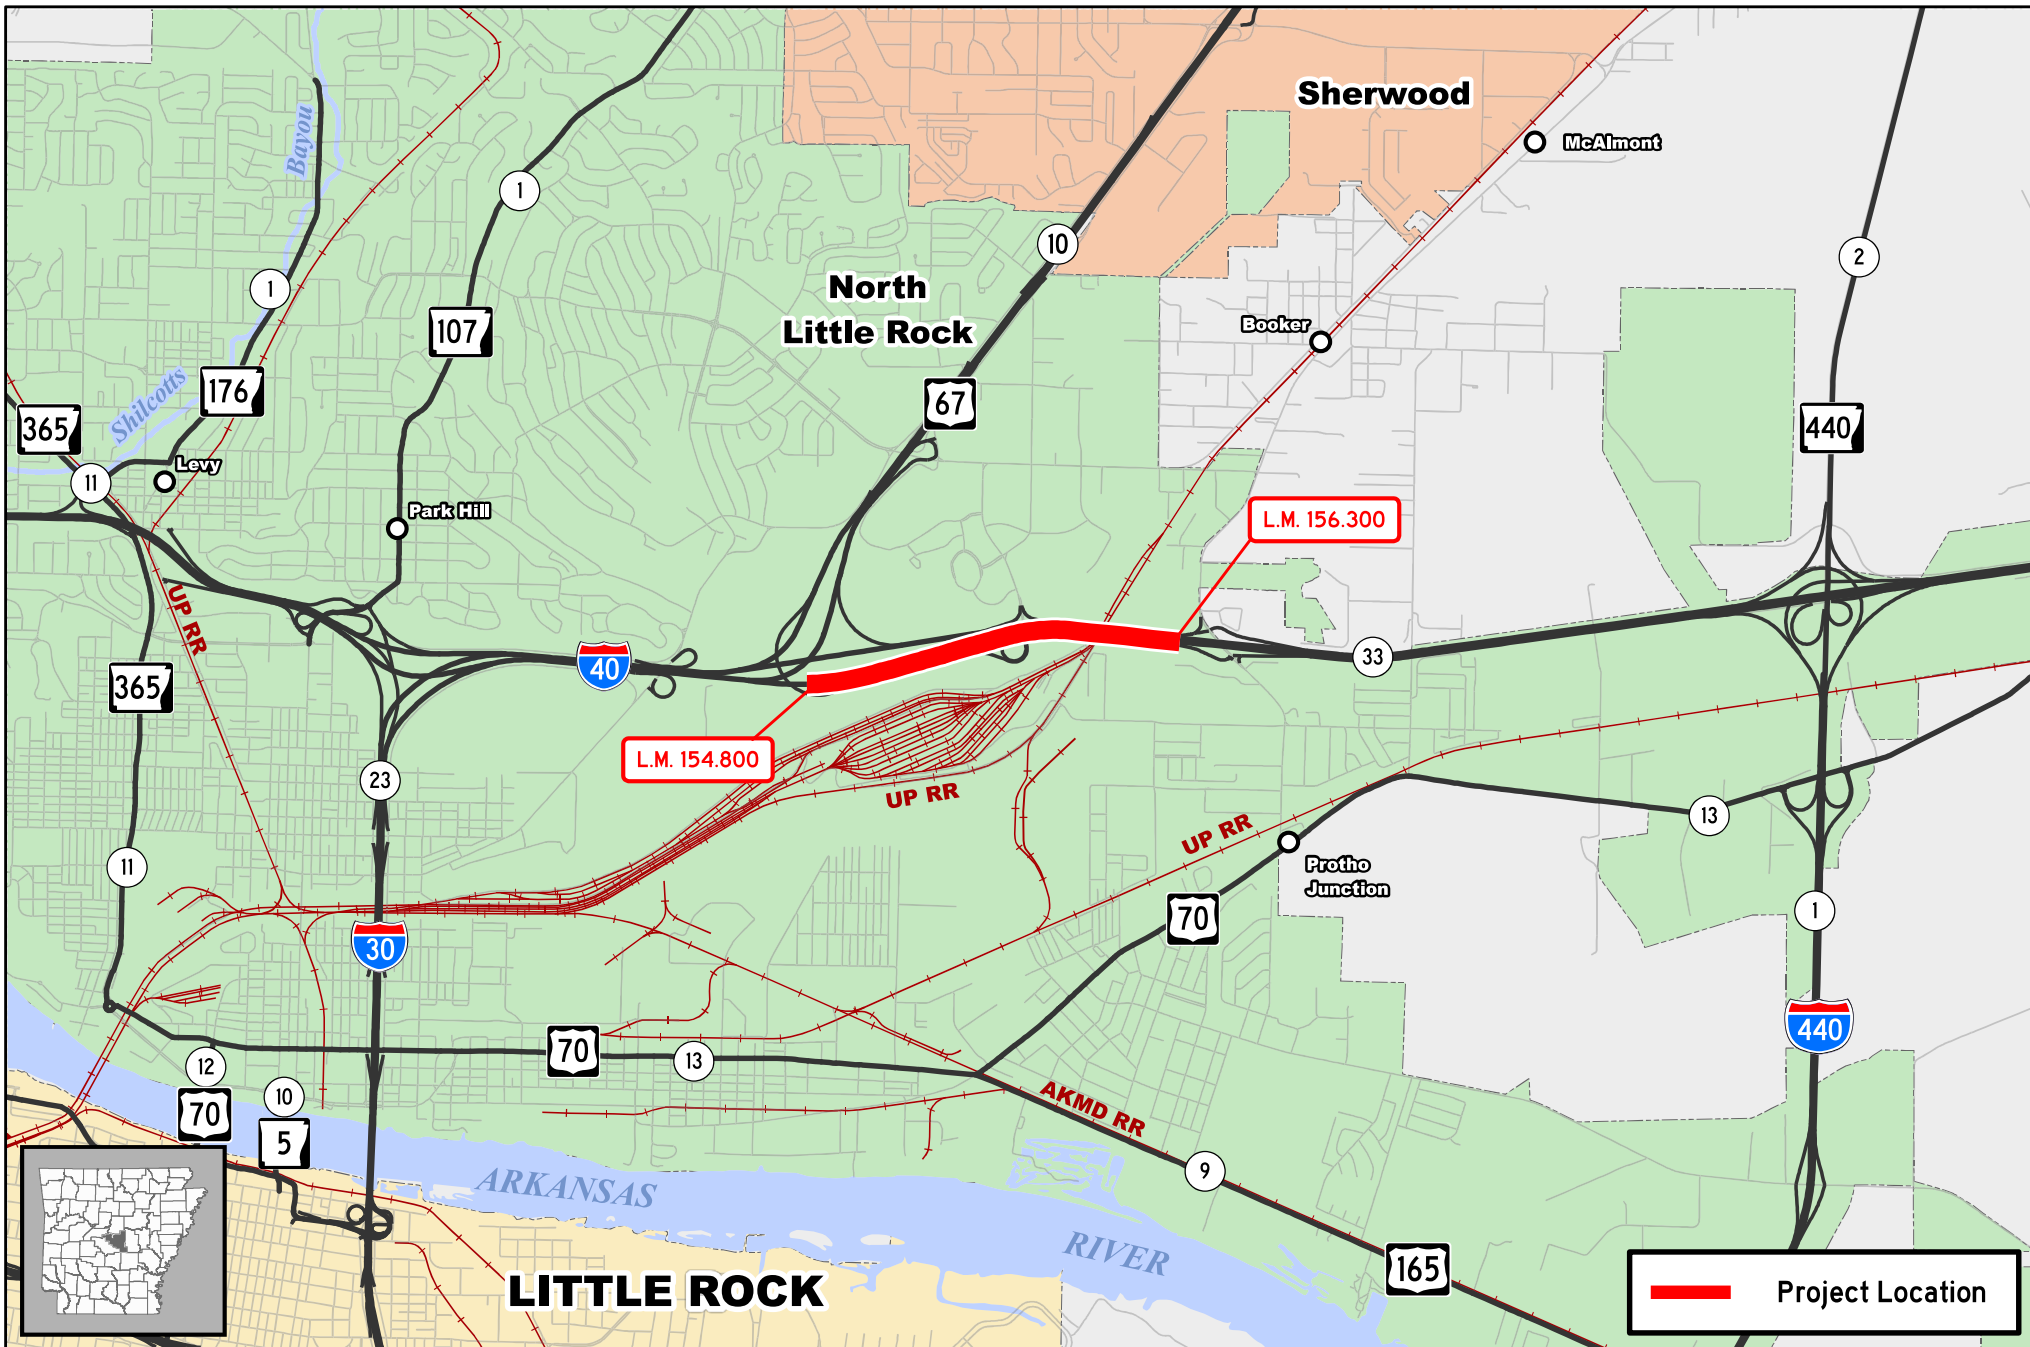 Sherwood
McAlmont
Bayou
1
1
10
2
North
Little Rock
107
Booker
176
67
365
Shilcotts
440
11
Levy
Park Hill
L.M. 156.300
UP RR
40
33
365
L.M. 154.800
23
UP RR
13
UP RR
11
Protho
Junction
70
1
30
440
70
13
12
10
70
5
AKMD RR
9
ARKANSAS
RIVER
165
LITTLE ROCK
Project Location